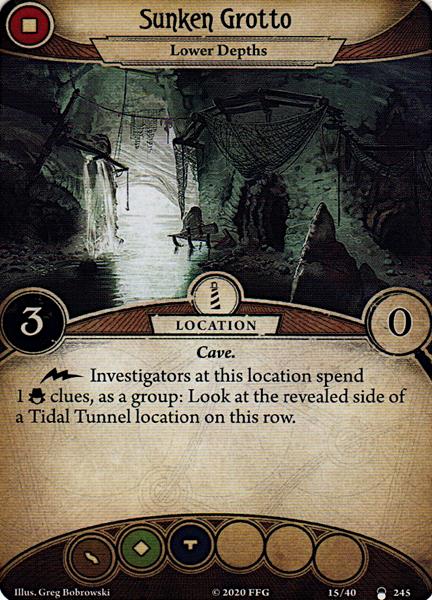 Sunken Grotto
Lower Depths
3
0
LOCATION
Cave.
Investigators at this location spend
1 clues, as a group: Look at the revealed side of
a Tidal Tunnel location on this row.
Illus. Greg Bobrowski © 2020 FFG 15/40 245